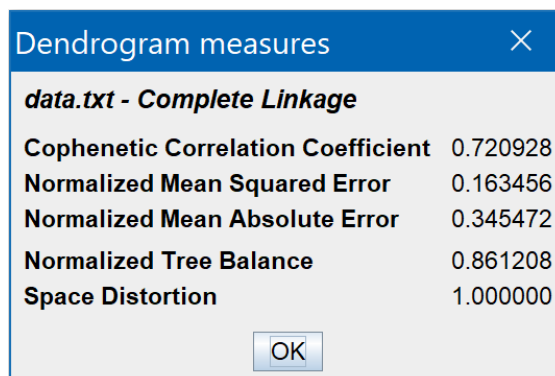 Dendrogram measures
data.txt - Complete Linkage
Cophenetic Correlation Coefficient 0.720928
Normalized Mean Squared Error 0.163456
Normalized Mean Absolute Error 0.345472
Normalized Tree Balance 0.861208
Space Distortion 1.000000
OK